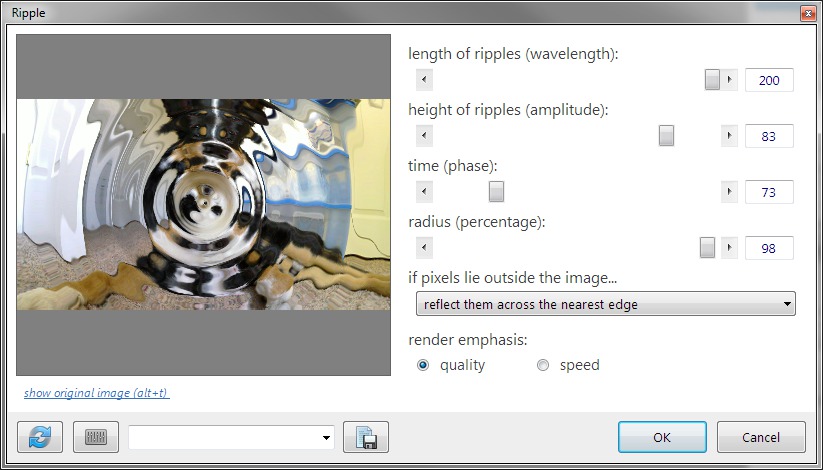 Ripple
length of ripples (wavelength):
200
height of ripples (amplitude):
83
time (phase):
73
radius (percentage):
98
if pixels lie outside the image...
reflect them across the nearest edge
render emphasis:
quality speed
show original image (alt+t)
OK Cancel